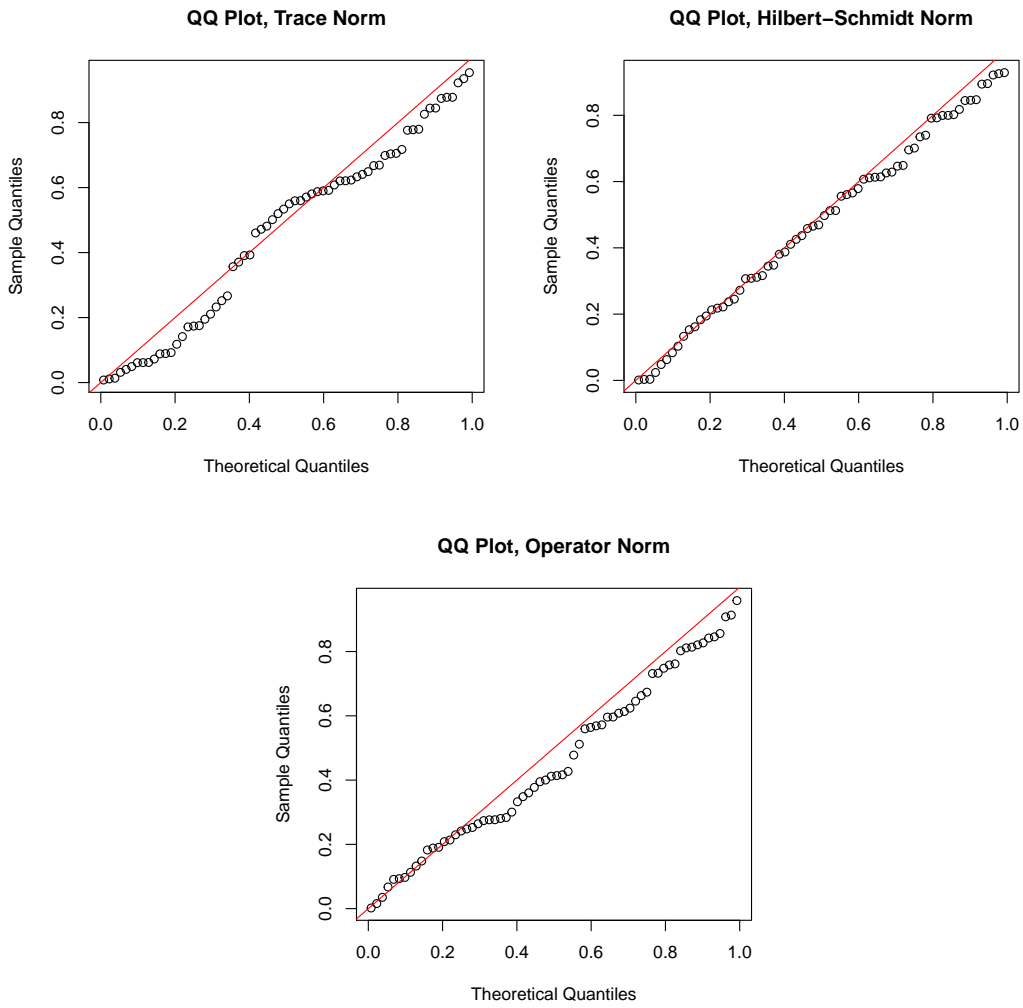 QQ Plot, Trace Norm
0.8
0.6
0.4
0.2
0.0
Sample Quantiles
0.0 0.2 0.4 0.6 0.8 1.0
Theoretical Quantiles
QQ Plot, Hilbert−Schmidt Norm
0.8
0.6
0.4
0.2
0.0
Sample Quantiles
0.0 0.2 0.4 0.6 0.8 1.0
Theoretical Quantiles
QQ Plot, Operator Norm
0.8
0.6
0.4
0.2
0.0
Sample Quantiles
0.0 0.2 0.4 0.6 0.8 1.0
Theoretical Quantiles